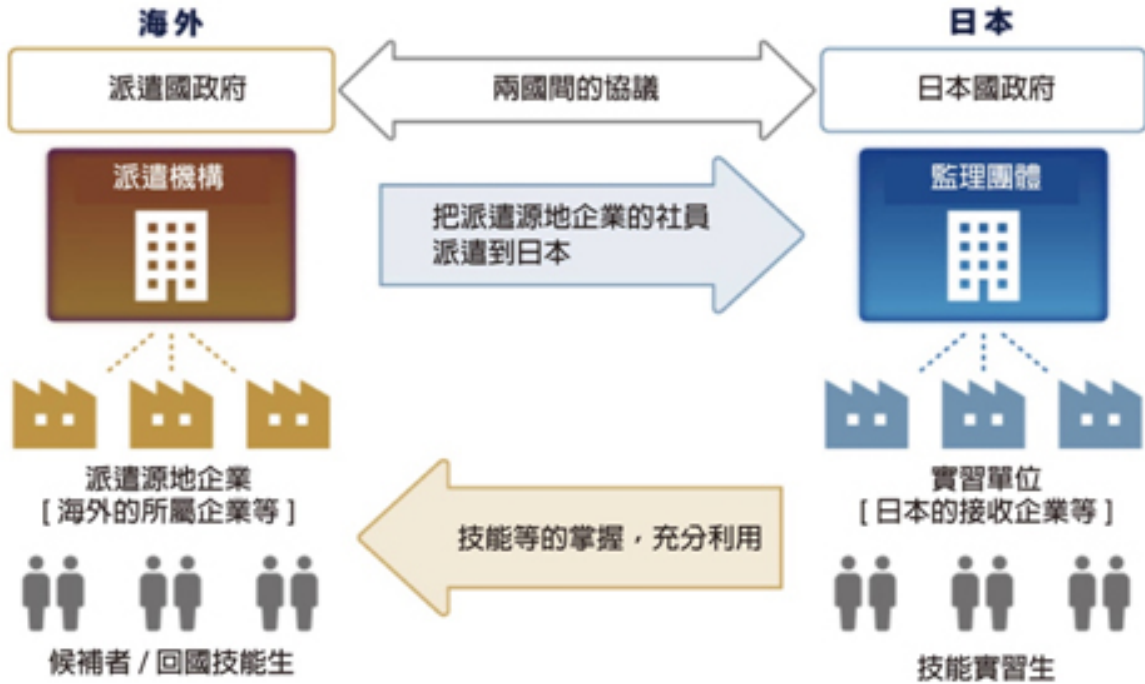 海外
日本
派遣國政府
兩國間的協議
日本國政府
派遣機構
監理團體
把派遣源地企業的社員
派遣到日本
派遣源地企業
[ 海外的所屬企業等 ]
實習單位
[ 日本的接收企業等 ]
技能等的掌握，充分利用
候補者 / 回國技能生
技能實習生